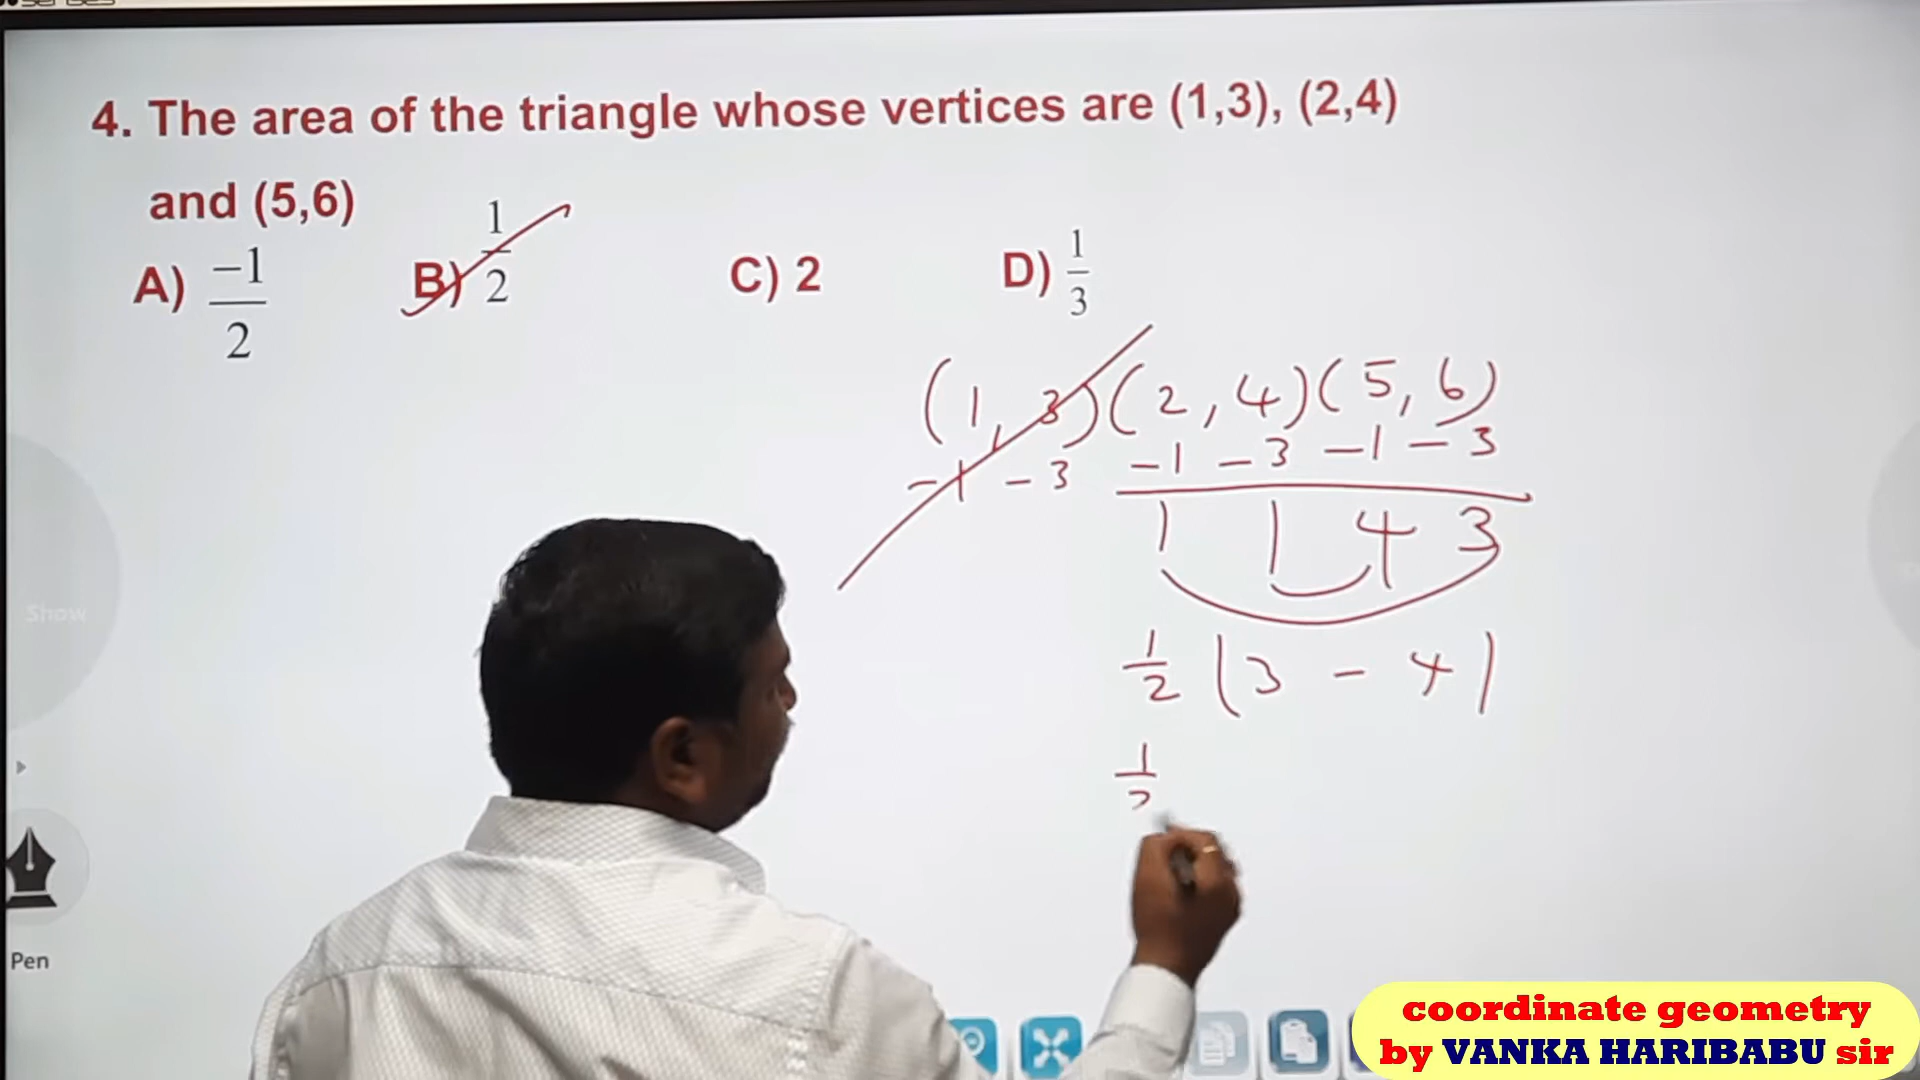 4. The area of the triangle whose vertices are (1,3), (2,4)
and (5,6)
A) -1/2 B) 1/2 C) 2 D) 1/3
(1, 3)(2, 4)(5, 6)
-1 -3 -1 -3 -1 -3
1 1 4 3
1/2 |3 - 4|
1/2
Show
Pen
coordinate geometry
by VANKA HARIBABU sir